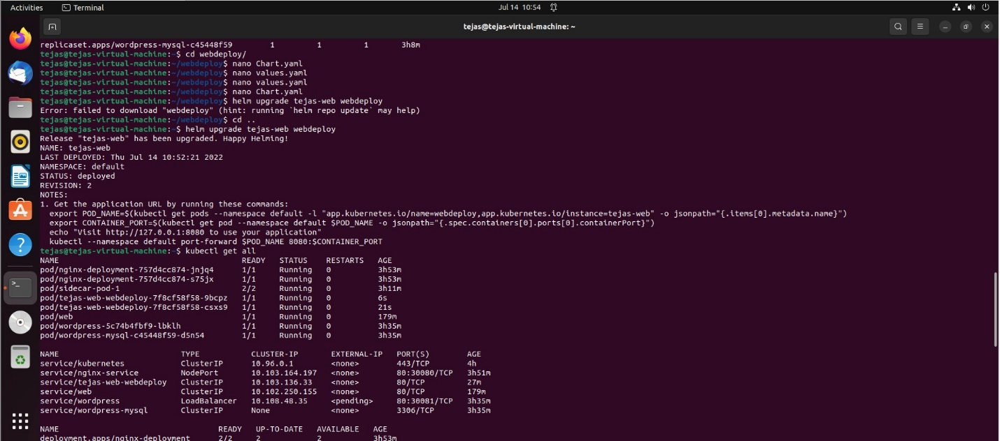 Activities Terminal Jul 14 10:54
tejas@tejas-virtual-machine: ~
replicaset.apps/wordpress-mysql-c45448f59 1 1 1 3h8m
tejas@tejas-virtual-machine:~$ cd webdeploy/
tejas@tejas-virtual-machine:~/webdeploy$ nano Chart.yaml
tejas@tejas-virtual-machine:~/webdeploy$ nano values.yaml
tejas@tejas-virtual-machine:~/webdeploy$ nano values.yaml
tejas@tejas-virtual-machine:~/webdeploy$ nano Chart.yaml
tejas@tejas-virtual-machine:~/webdeploy$ helm upgrade tejas-web webdeploy
Error: failed to download "webdeploy" (hint: running `helm repo update` may help)
tejas@tejas-virtual-machine:~/webdeploy$ cd ..
tejas@tejas-virtual-machine:~$ helm upgrade tejas-web webdeploy
Release "tejas-web" has been upgraded. Happy Helming!
NAME: tejas-web
LAST DEPLOYED: Thu Jul 14 10:52:21 2022
NAMESPACE: default
STATUS: deployed
REVISION: 2
NOTES:
1. Get the application URL by running these commands:
  export POD_NAME=$(kubectl get pods --namespace default -l "app.kubernetes.io/name=webdeploy,app.kubernetes.io/instance=tejas-web" -o jsonpath="{.items[0].metadata.name}")
  export CONTAINER_PORT=$(kubectl get pod --namespace default $POD_NAME -o jsonpath="{.spec.containers[0].ports[0].containerPort}")
  echo "Visit http://127.0.0.1:8080 to use your application"
  kubectl --namespace default port-forward $POD_NAME 8080:$CONTAINER_PORT
tejas@tejas-virtual-machine:~$ kubectl get all
NAME READY STATUS RESTARTS AGE
pod/nginx-deployment-757d4cc874-jnjq4 1/1 Running 0 3h53m
pod/nginx-deployment-757d4cc874-s75jx 1/1 Running 0 3h53m
pod/sidecar-pod-1 2/2 Running 0 3h11m
pod/tejas-web-webdeploy-7f8cf58f58-9bcpz 1/1 Running 0 6s
pod/tejas-web-webdeploy-7f8cf58f58-csxs9 1/1 Running 0 21s
pod/web 1/1 Running 0 179m
pod/wordpress-5c74b4fbf9-lbklh 1/1 Running 0 3h35m
pod/wordpress-mysql-c45448f59-d5n54 1/1 Running 0 3h35m
NAME TYPE CLUSTER-IP EXTERNAL-IP PORT(S) AGE
service/kubernetes ClusterIP 10.96.0.1 <none> 443/TCP 4h
service/nginx-service NodePort 10.103.164.197 <none> 80:30080/TCP 3h51m
service/tejas-web-webdeploy ClusterIP 10.103.136.33 <none> 80/TCP 27m
service/web ClusterIP 10.102.250.155 <none> 80/TCP 179m
service/wordpress LoadBalancer 10.108.48.35 <pending> 80:30081/TCP 3h35m
service/wordpress-mysql ClusterIP None <none> 3306/TCP 3h35m
NAME READY UP-TO-DATE AVAILABLE AGE
deployment.apps/nginx-deployment 2/2 2 2 3h53m